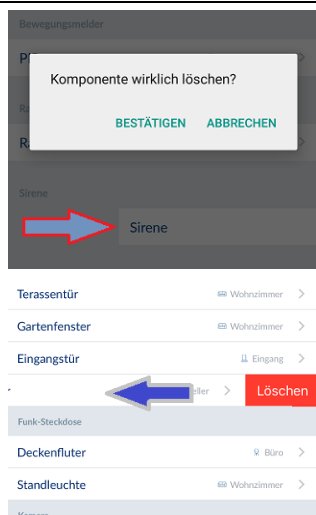 Bewegungsmelder
Komponente wirklich löschen?
BESTÄTIGEN ABBRECHEN
Sirene
Sirene
Terassentür Wohnzimmer
Gartenfenster Wohnzimmer
Eingangstür Eingang
Löschen
Funk-Steckdose
Deckenfluter Büro
Standleuchte Wohnzimmer